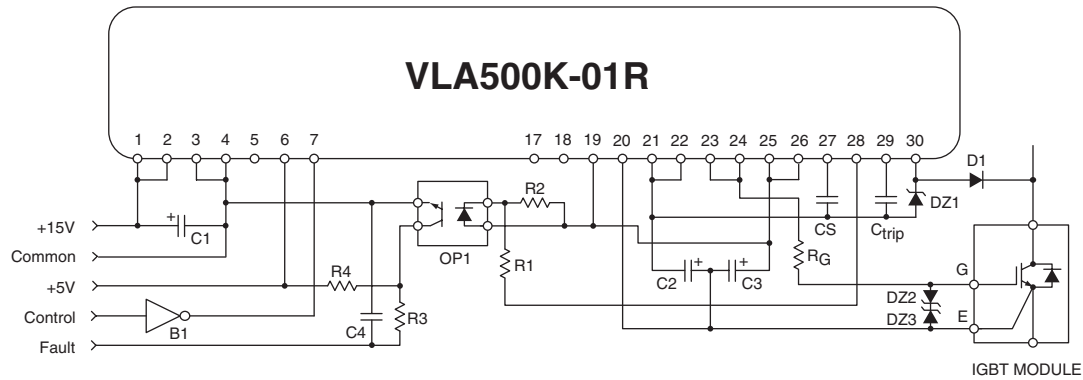 VLA500K-01R
1 2 3 4 5 6 7 17 18 19 20 21 22 23 24 25 26 27 28 29 30
D1
DZ1
+15V
+ C1
OP1
R2
R1
CS
Ctrip
Common
+5V
R4
R3
C2 + + C3
RG
G
DZ2
DZ3
E
Control
B1
C4
Fault
IGBT MODULE